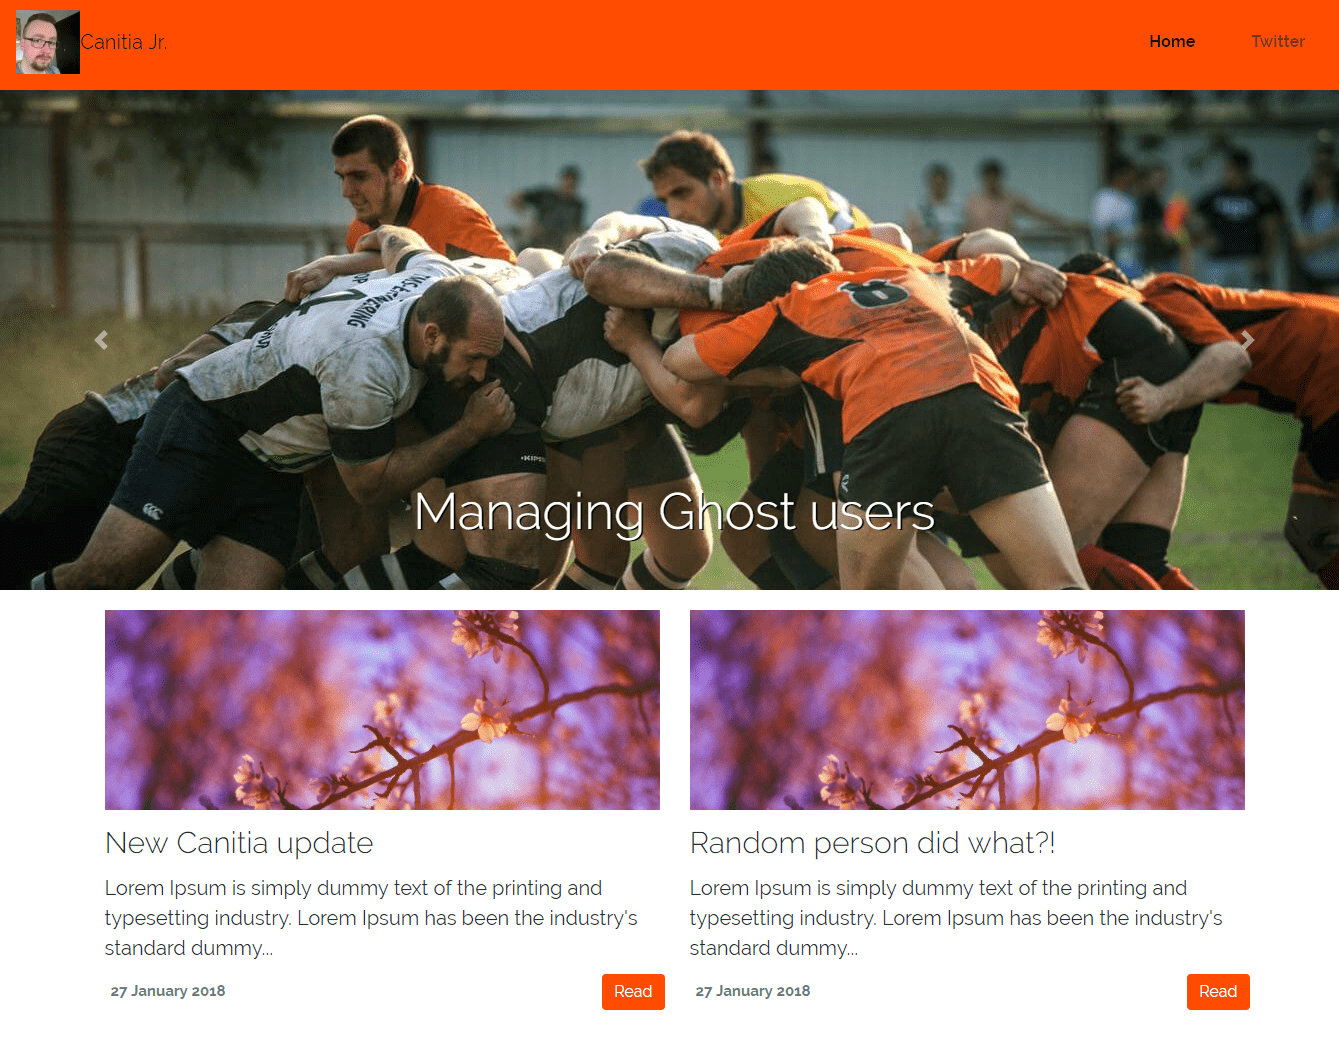 Canitia Jr.
Home
Twitter
8
KIPSTA
Managing Ghost users
New Canitia update
Lorem Ipsum is simply dummy text of the printing and
typesetting industry. Lorem Ipsum has been the industry's
standard dummy...
27 January 2018
Read
Random person did what?!
Lorem Ipsum is simply dummy text of the printing and
typesetting industry. Lorem Ipsum has been the industry's
standard dummy...
27 January 2018
Read